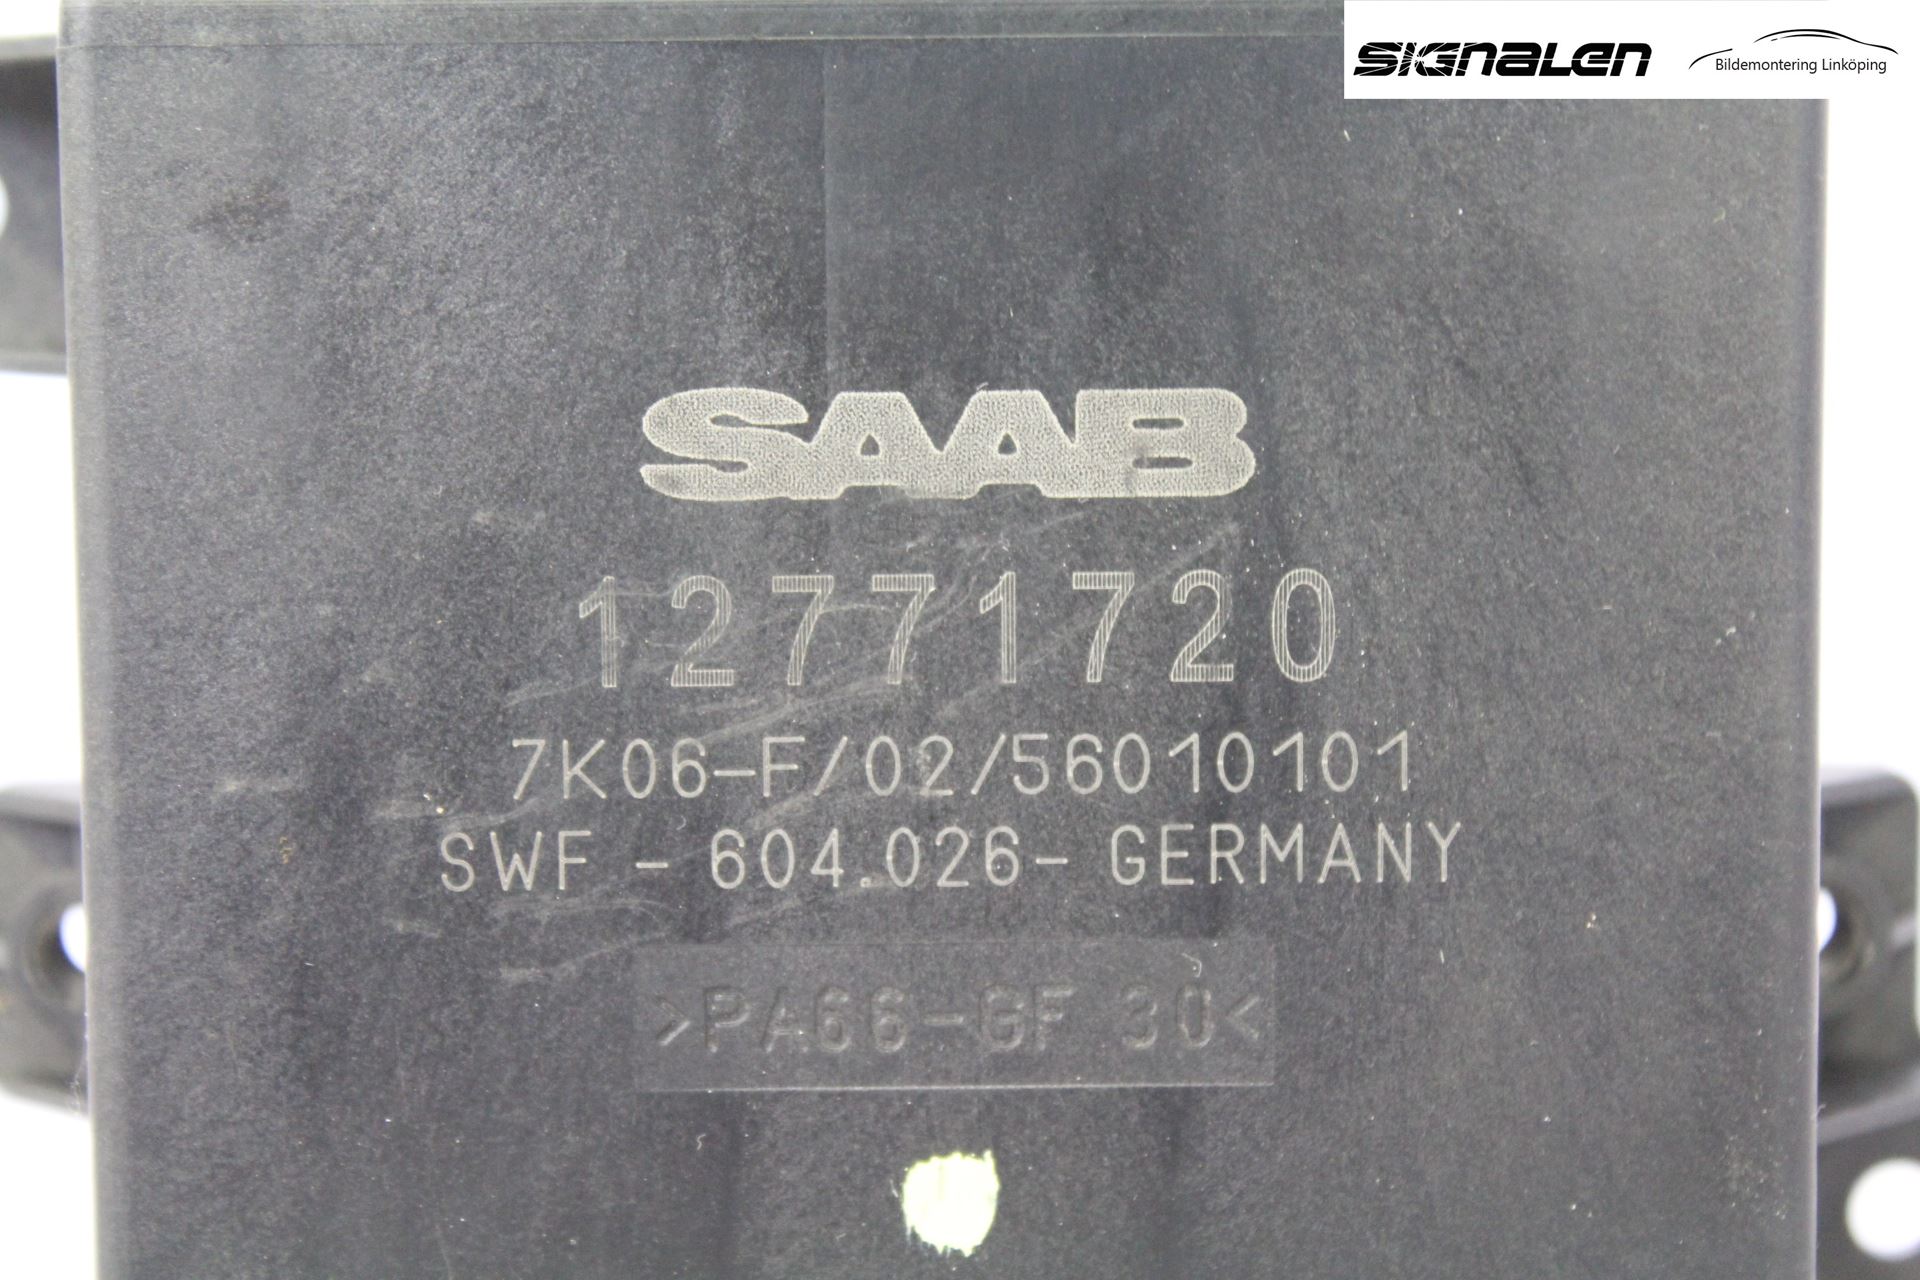 SIGNALEN
Bildemontering Linköping
SAAB
12771720
7K06-F/02/56010101
SWF - 604.026- GERMANY
>PA66-GF 30<